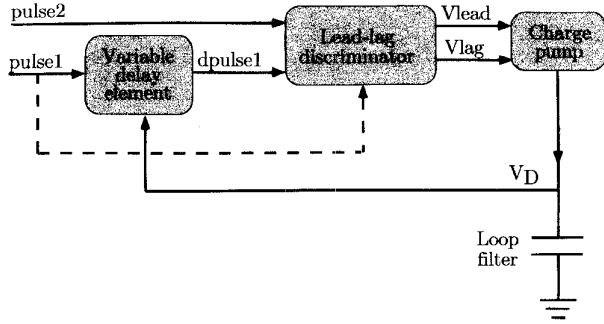 pulse2
pulse1
Variable
delay
element
dpulse1
Lead-lag
discriminator
Vlead
Vlag
Charge
pump
VD
Loop
filter